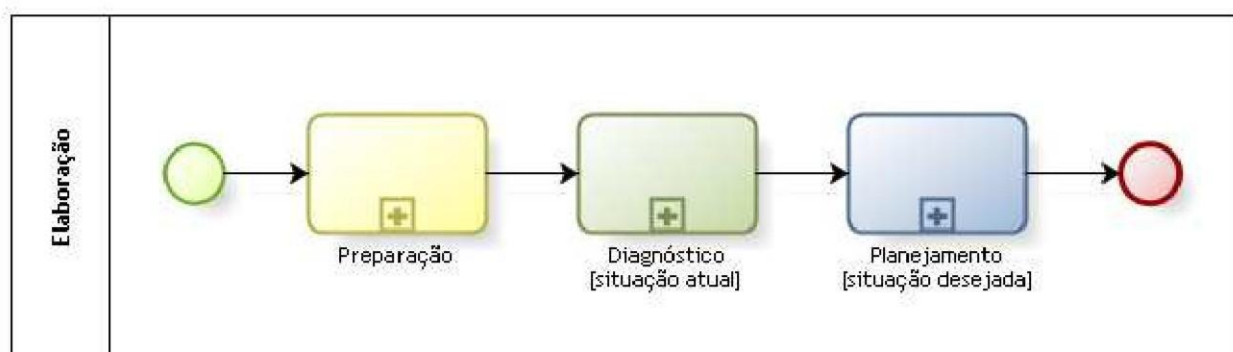 Elaboração
Preparação
Diagnóstico
[situação atual]
Planejamento
[situação desejada]